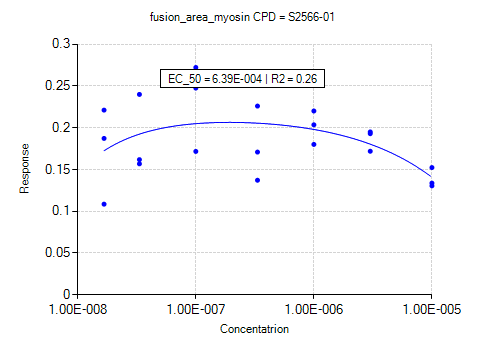 fusion_area_myosin CPD = S2566-01
EC_50 = 6.39E-004 | R2 = 0.26
0.3
0.25
0.2
0.15
0.1
0.05
0
Response
1.00E-008 1.00E-007 1.00E-006 1.00E-005
Concentatrion